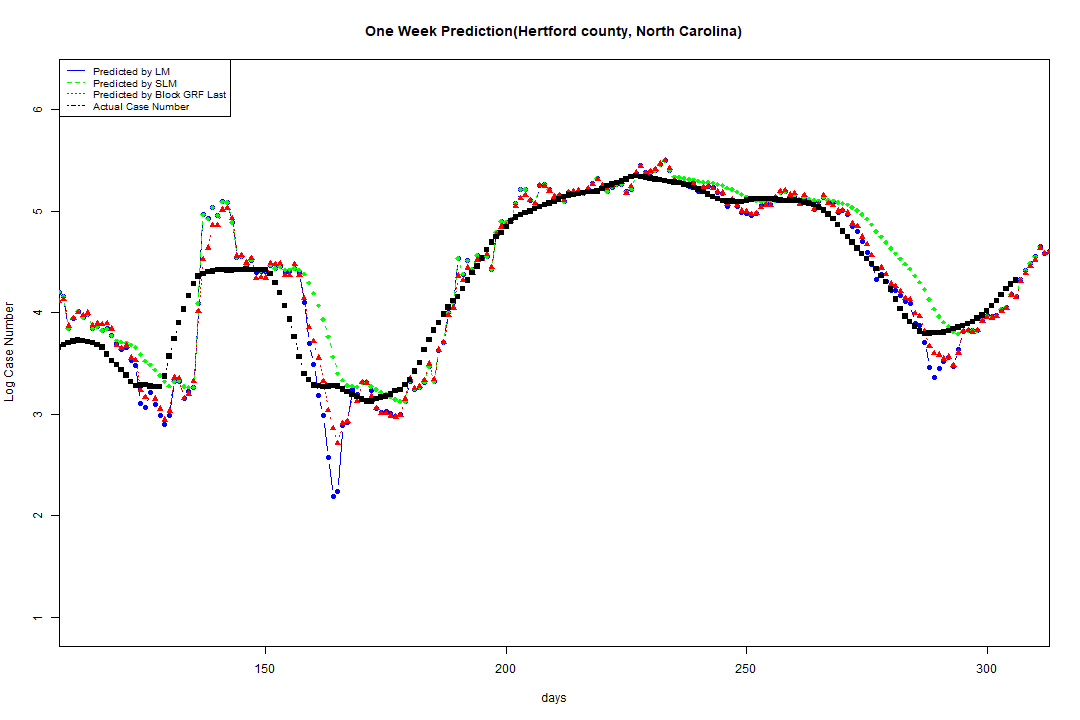 One Week Prediction(Hertford county, North Carolina)
Predicted by LM
Predicted by SLM
Predicted by Block GRF Last
Actual Case Number
6
5
4
3
2
1
Log Case Number
150
200
250
300
days